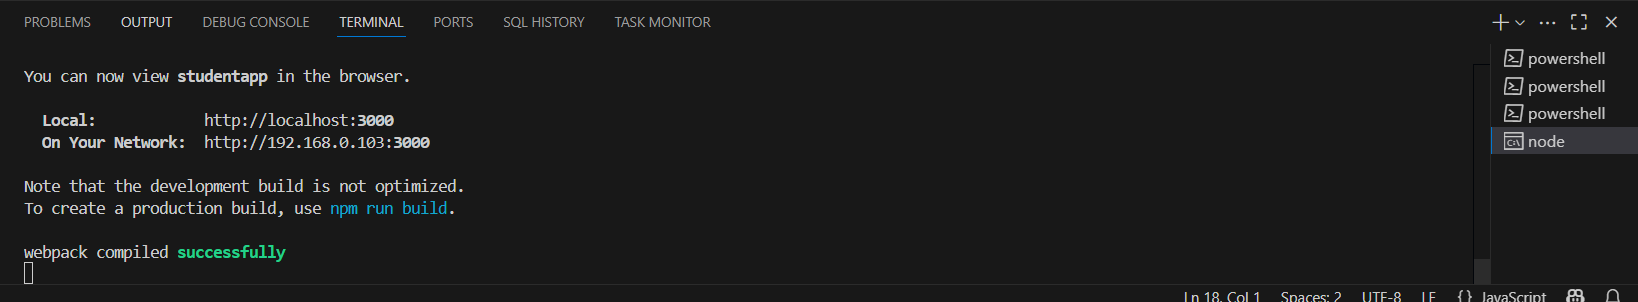 PROBLEMS OUTPUT DEBUG CONSOLE TERMINAL PORTS SQL HISTORY TASK MONITOR
You can now view studentapp in the browser.
Local: http://localhost:3000
On Your Network: http://192.168.0.103:3000
Note that the development build is not optimized.
To create a production build, use npm run build.
webpack compiled successfully
powershell
powershell
powershell
node
Ln 18, Col 1 Spaces: 2 UTF-8 LF {} JavaScript